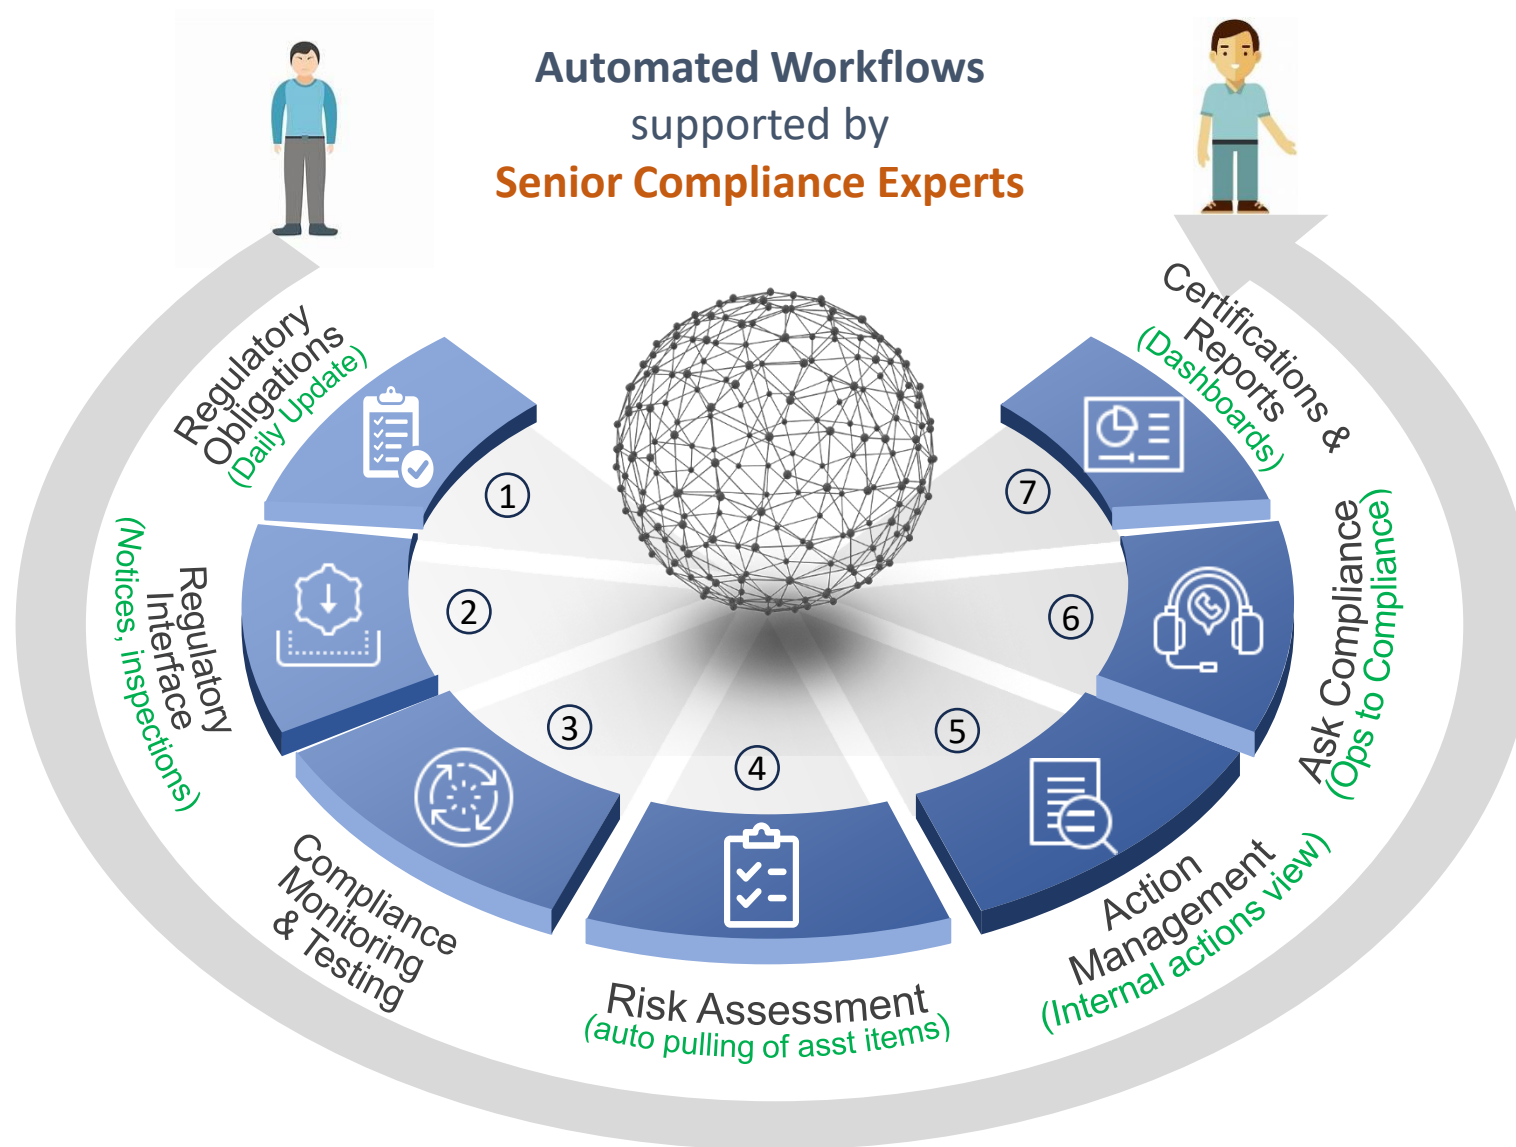 Automated Workflows
supported by
Senior Compliance Experts
Regulatory
Obligations
(Daily Update)
1
Regulatory
Interface
(Notices, inspections)
2
Compliance
Monitoring
& Testing
3
Risk Assessment
(auto pulling of asst items)
4
Action
Management
(Internal actions view)
5
Ask Compliance
(Ops to Compliance)
6
Certifications &
Reports
(Dashboards)
7